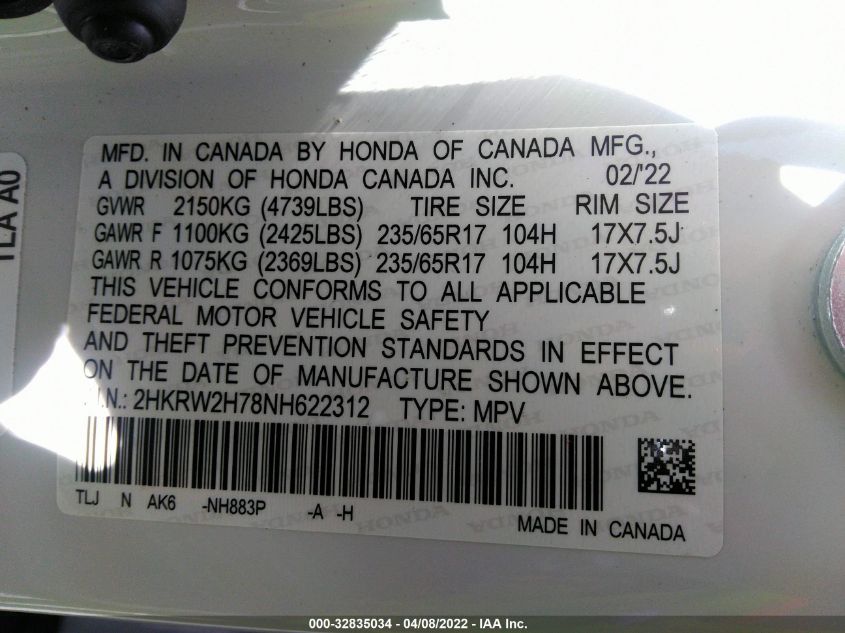 TLA A0
MFD. IN CANADA BY HONDA OF CANADA MFG.,
A DIVISION OF HONDA CANADA INC. 02/'22
GVWR 2150KG (4739LBS) TIRE SIZE RIM SIZE
GAWR F 1100KG (2425LBS) 235/65R17 104H 17X7.5J
GAWR R 1075KG (2369LBS) 235/65R17 104H 17X7.5J
THIS VEHICLE CONFORMS TO ALL APPLICABLE
FEDERAL MOTOR VEHICLE SAFETY
AND THEFT PREVENTION STANDARDS IN EFFECT
ON THE DATE OF MANUFACTURE SHOWN ABOVE.
.I.N.: 2HKRW2H78NH622312 TYPE: MPV
TLJ N AK6 -NH883P -A -H
MADE IN CANADA
000-32835034 - 04/08/2022 - IAA Inc.